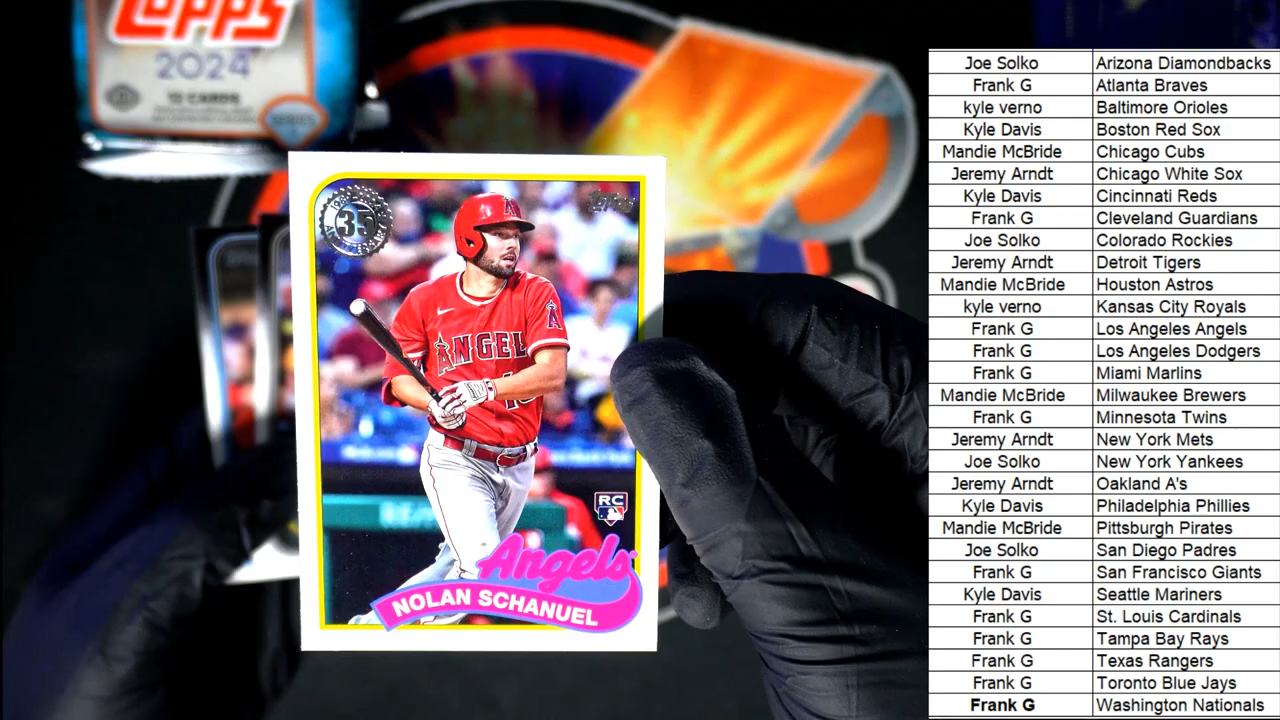 Topps
2024
12 CARDS
SERIES
35
Topps
A
A
ANGEL
RC
Angels
NOLAN SCHANUEL
Joe Solko Arizona Diamondbacks
Frank G Atlanta Braves
kyle verno Baltimore Orioles
Kyle Davis Boston Red Sox
Mandie McBride Chicago Cubs
Jeremy Arndt Chicago White Sox
Kyle Davis Cincinnati Reds
Frank G Cleveland Guardians
Joe Solko Colorado Rockies
Jeremy Arndt Detroit Tigers
Mandie McBride Houston Astros
kyle verno Kansas City Royals
Frank G Los Angeles Angels
Frank G Los Angeles Dodgers
Frank G Miami Marlins
Mandie McBride Milwaukee Brewers
Frank G Minnesota Twins
Jeremy Arndt New York Mets
Joe Solko New York Yankees
Jeremy Arndt Oakland A's
Kyle Davis Philadelphia Phillies
Mandie McBride Pittsburgh Pirates
Joe Solko San Diego Padres
Frank G San Francisco Giants
Kyle Davis Seattle Mariners
Frank G St. Louis Cardinals
Frank G Tampa Bay Rays
Frank G Texas Rangers
Frank G Toronto Blue Jays
Frank G Washington Nationals